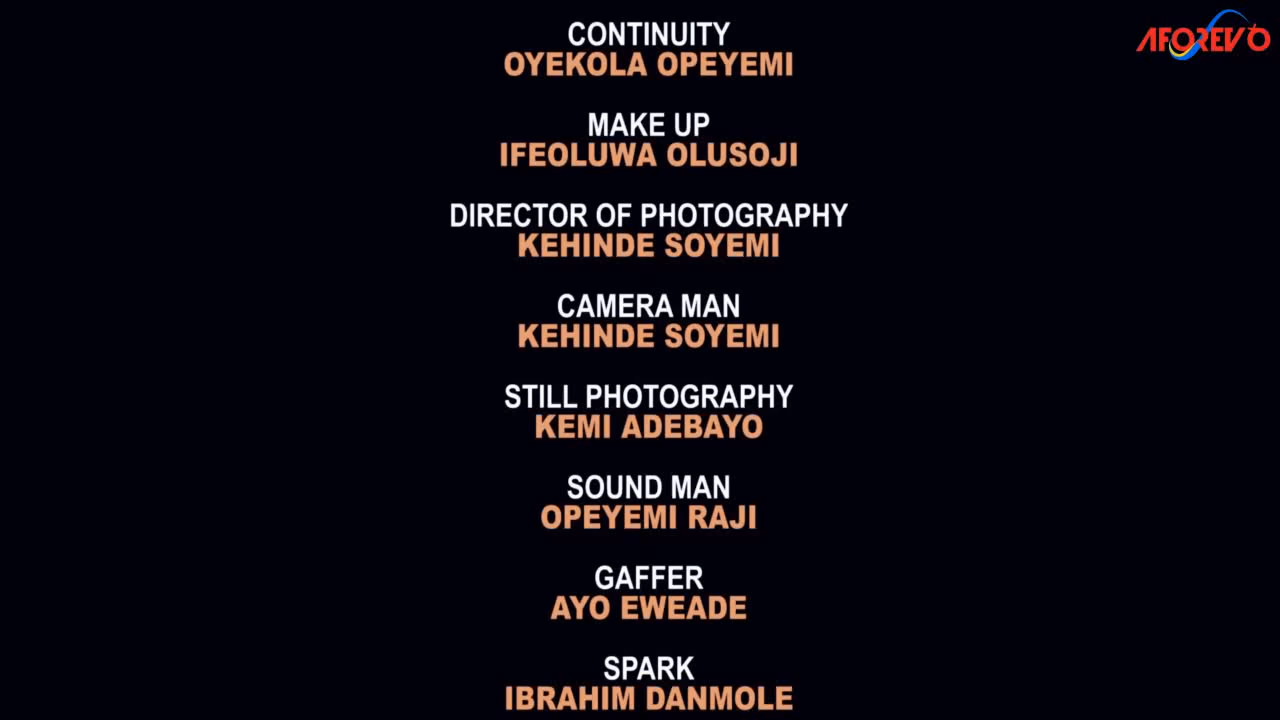 AFOREVO
CONTINUITY
OYEKOLA OPEYEMI
MAKE UP
IFEOLUWA OLUSOJI
DIRECTOR OF PHOTOGRAPHY
KEHINDE SOYEMI
CAMERA MAN
KEHINDE SOYEMI
STILL PHOTOGRAPHY
KEMI ADEBAYO
SOUND MAN
OPEYEMI RAJI
GAFFER
AYO EWEADE
SPARK
IBRAHIM DANMOLE